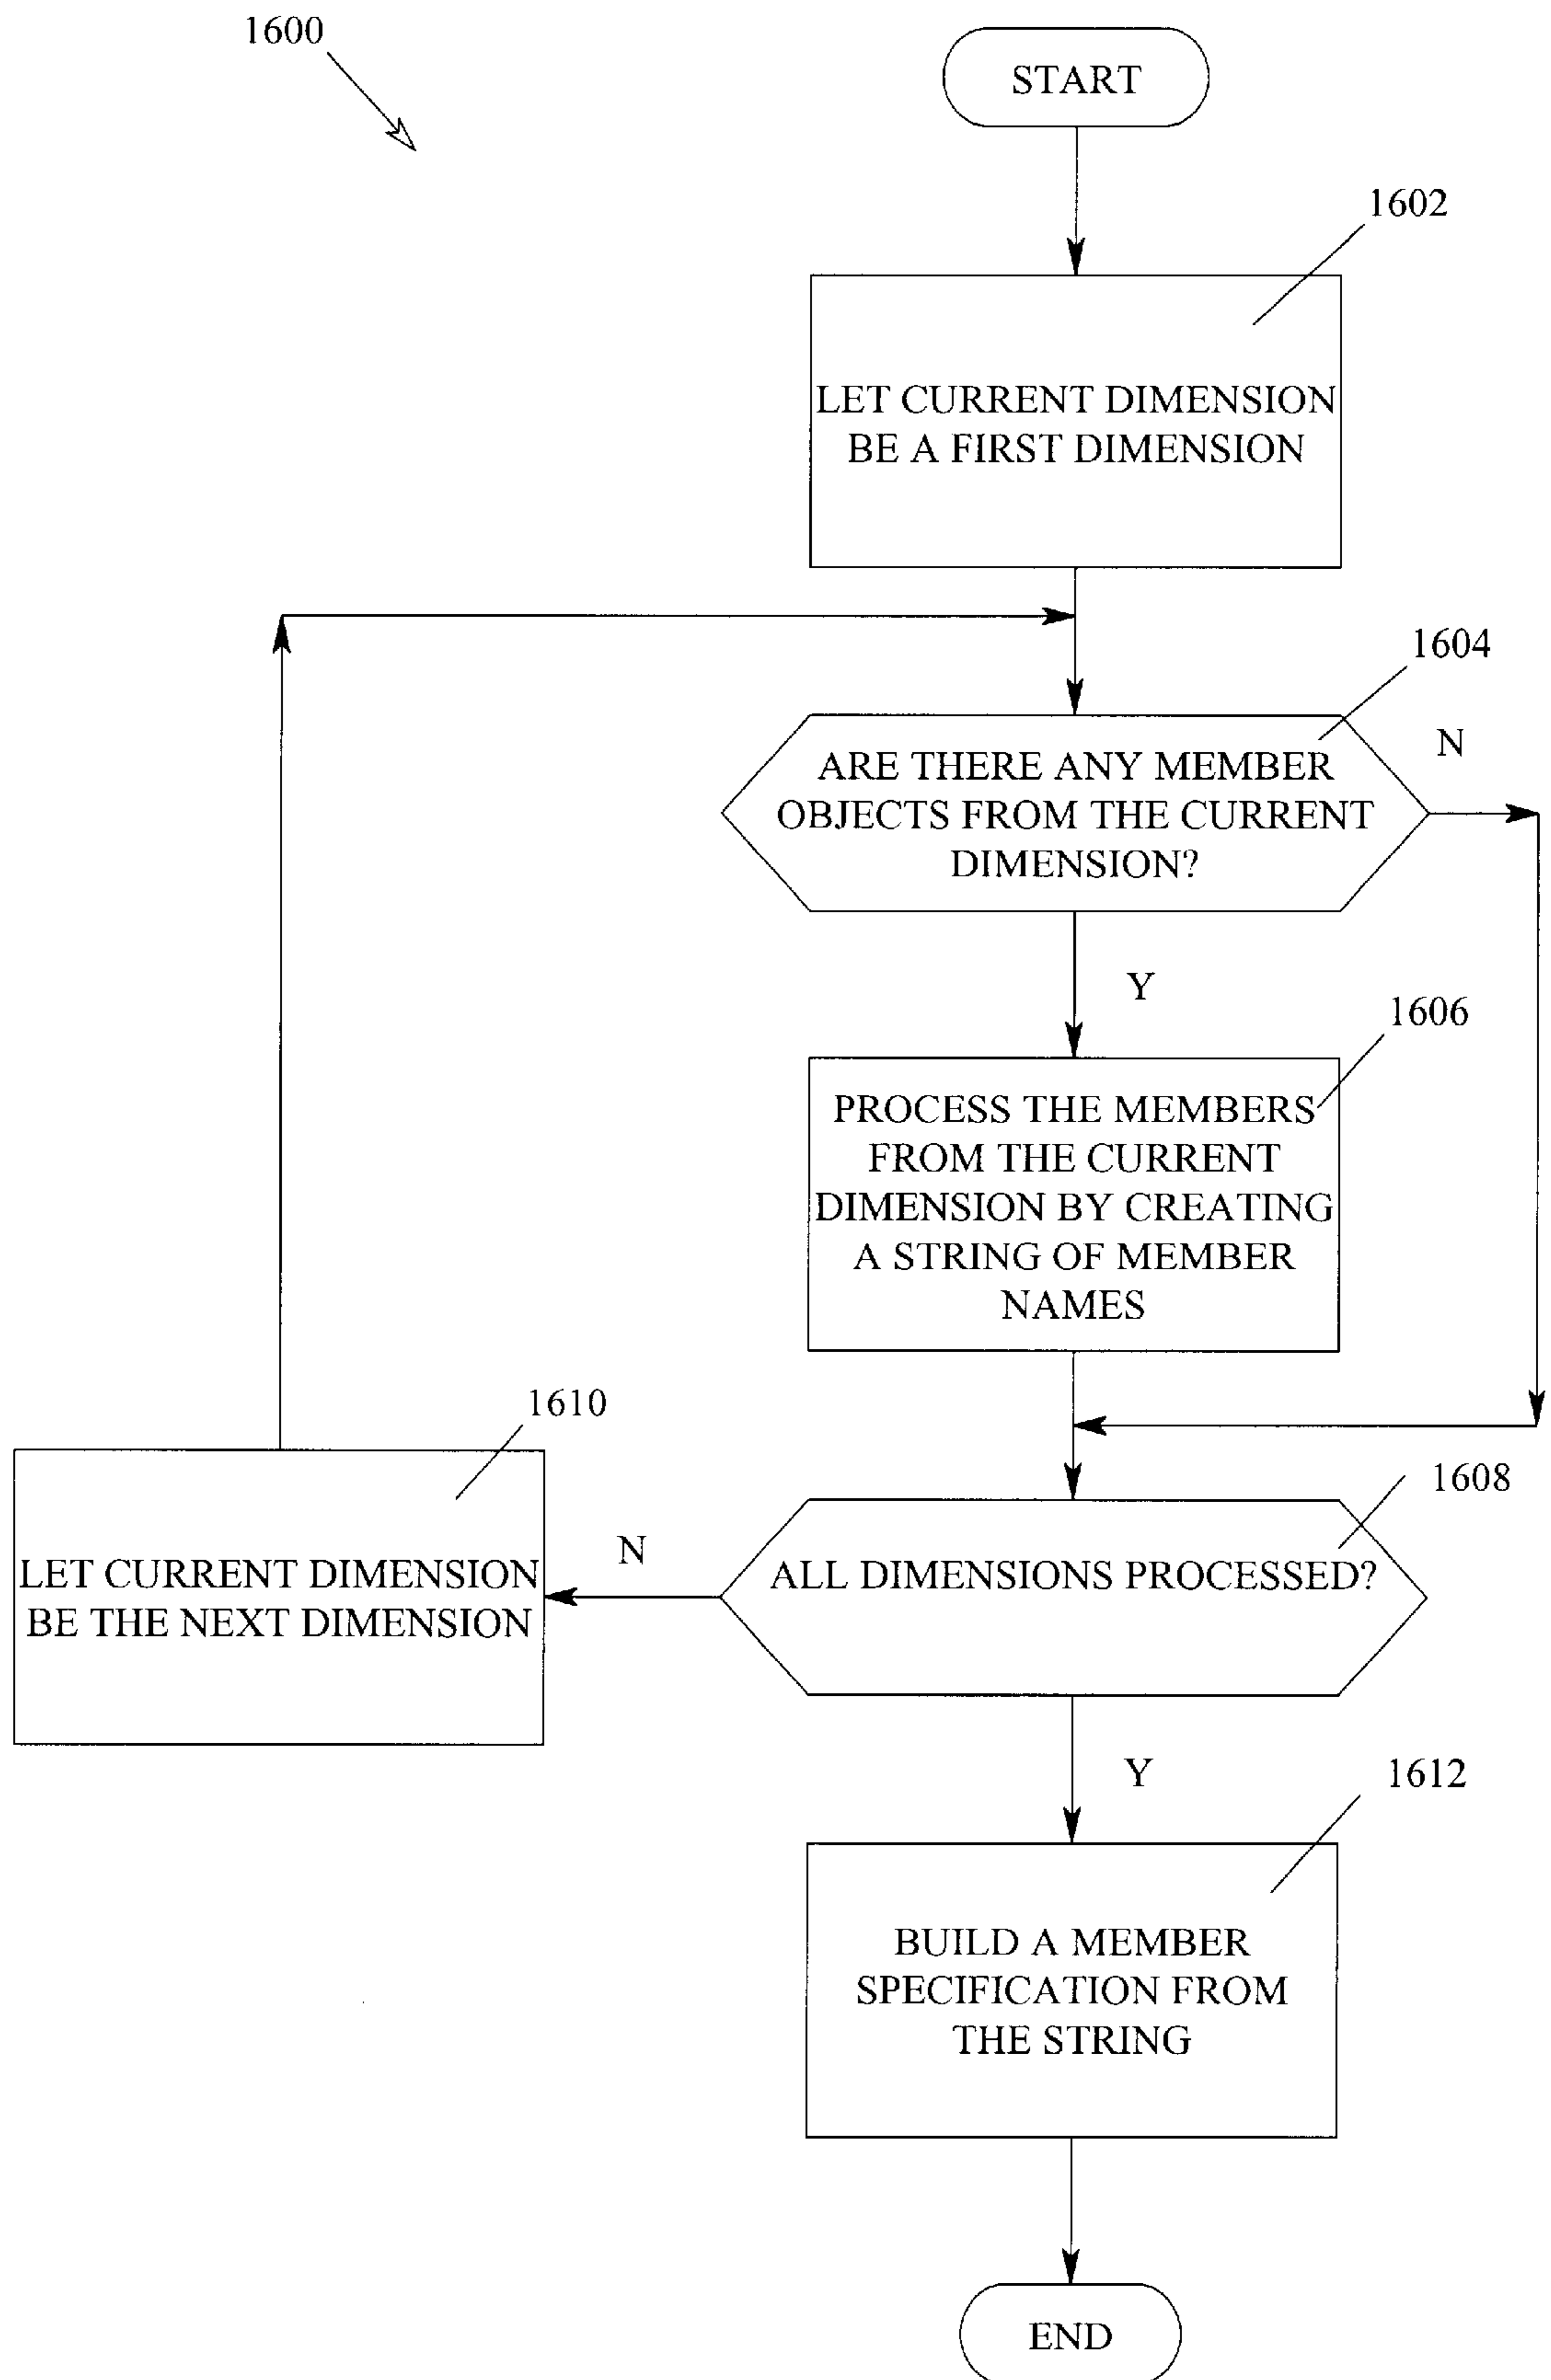 1600
START
1602
LET CURRENT DIMENSION
BE A FIRST DIMENSION
1604
ARE THERE ANY MEMBER
OBJECTS FROM THE CURRENT
DIMENSION?
N
Y
1606
PROCESS THE MEMBERS
FROM THE CURRENT
DIMENSION BY CREATING
A STRING OF MEMBER
NAMES
1610
LET CURRENT DIMENSION
BE THE NEXT DIMENSION
N
1608
ALL DIMENSIONS PROCESSED?
Y
1612
BUILD A MEMBER
SPECIFICATION FROM
THE STRING
END